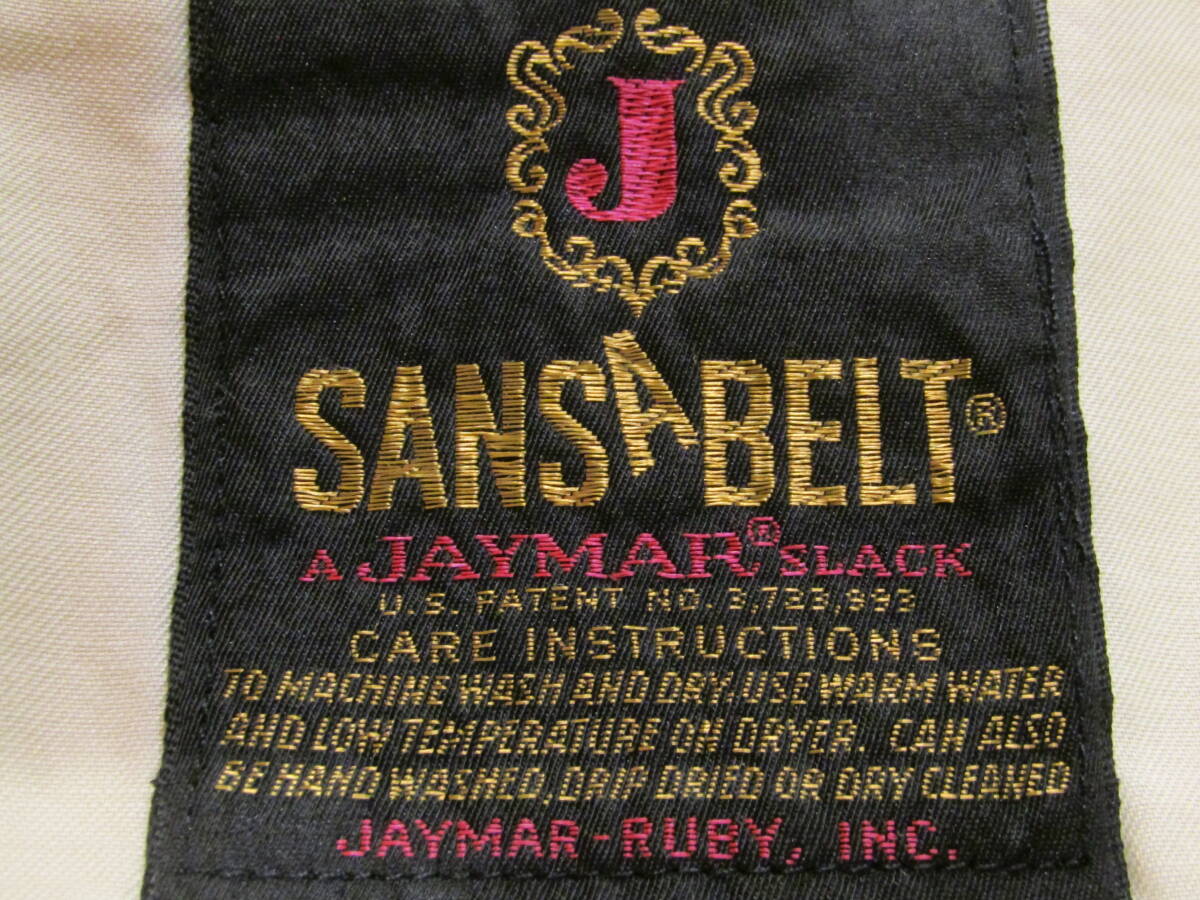 J
SANSABELT®
A JAYMAR® SLACK
U.S. PATENT NO. 3,723,993
CARE INSTRUCTIONS
TO MACHINE WASH AND DRY, USE WARM WATER
AND LOW TEMPERATURE ON DRYER. CAN ALSO
BE HAND WASHED, DRIP DRIED OR DRY CLEANED
JAYMAR-RUBY, INC.